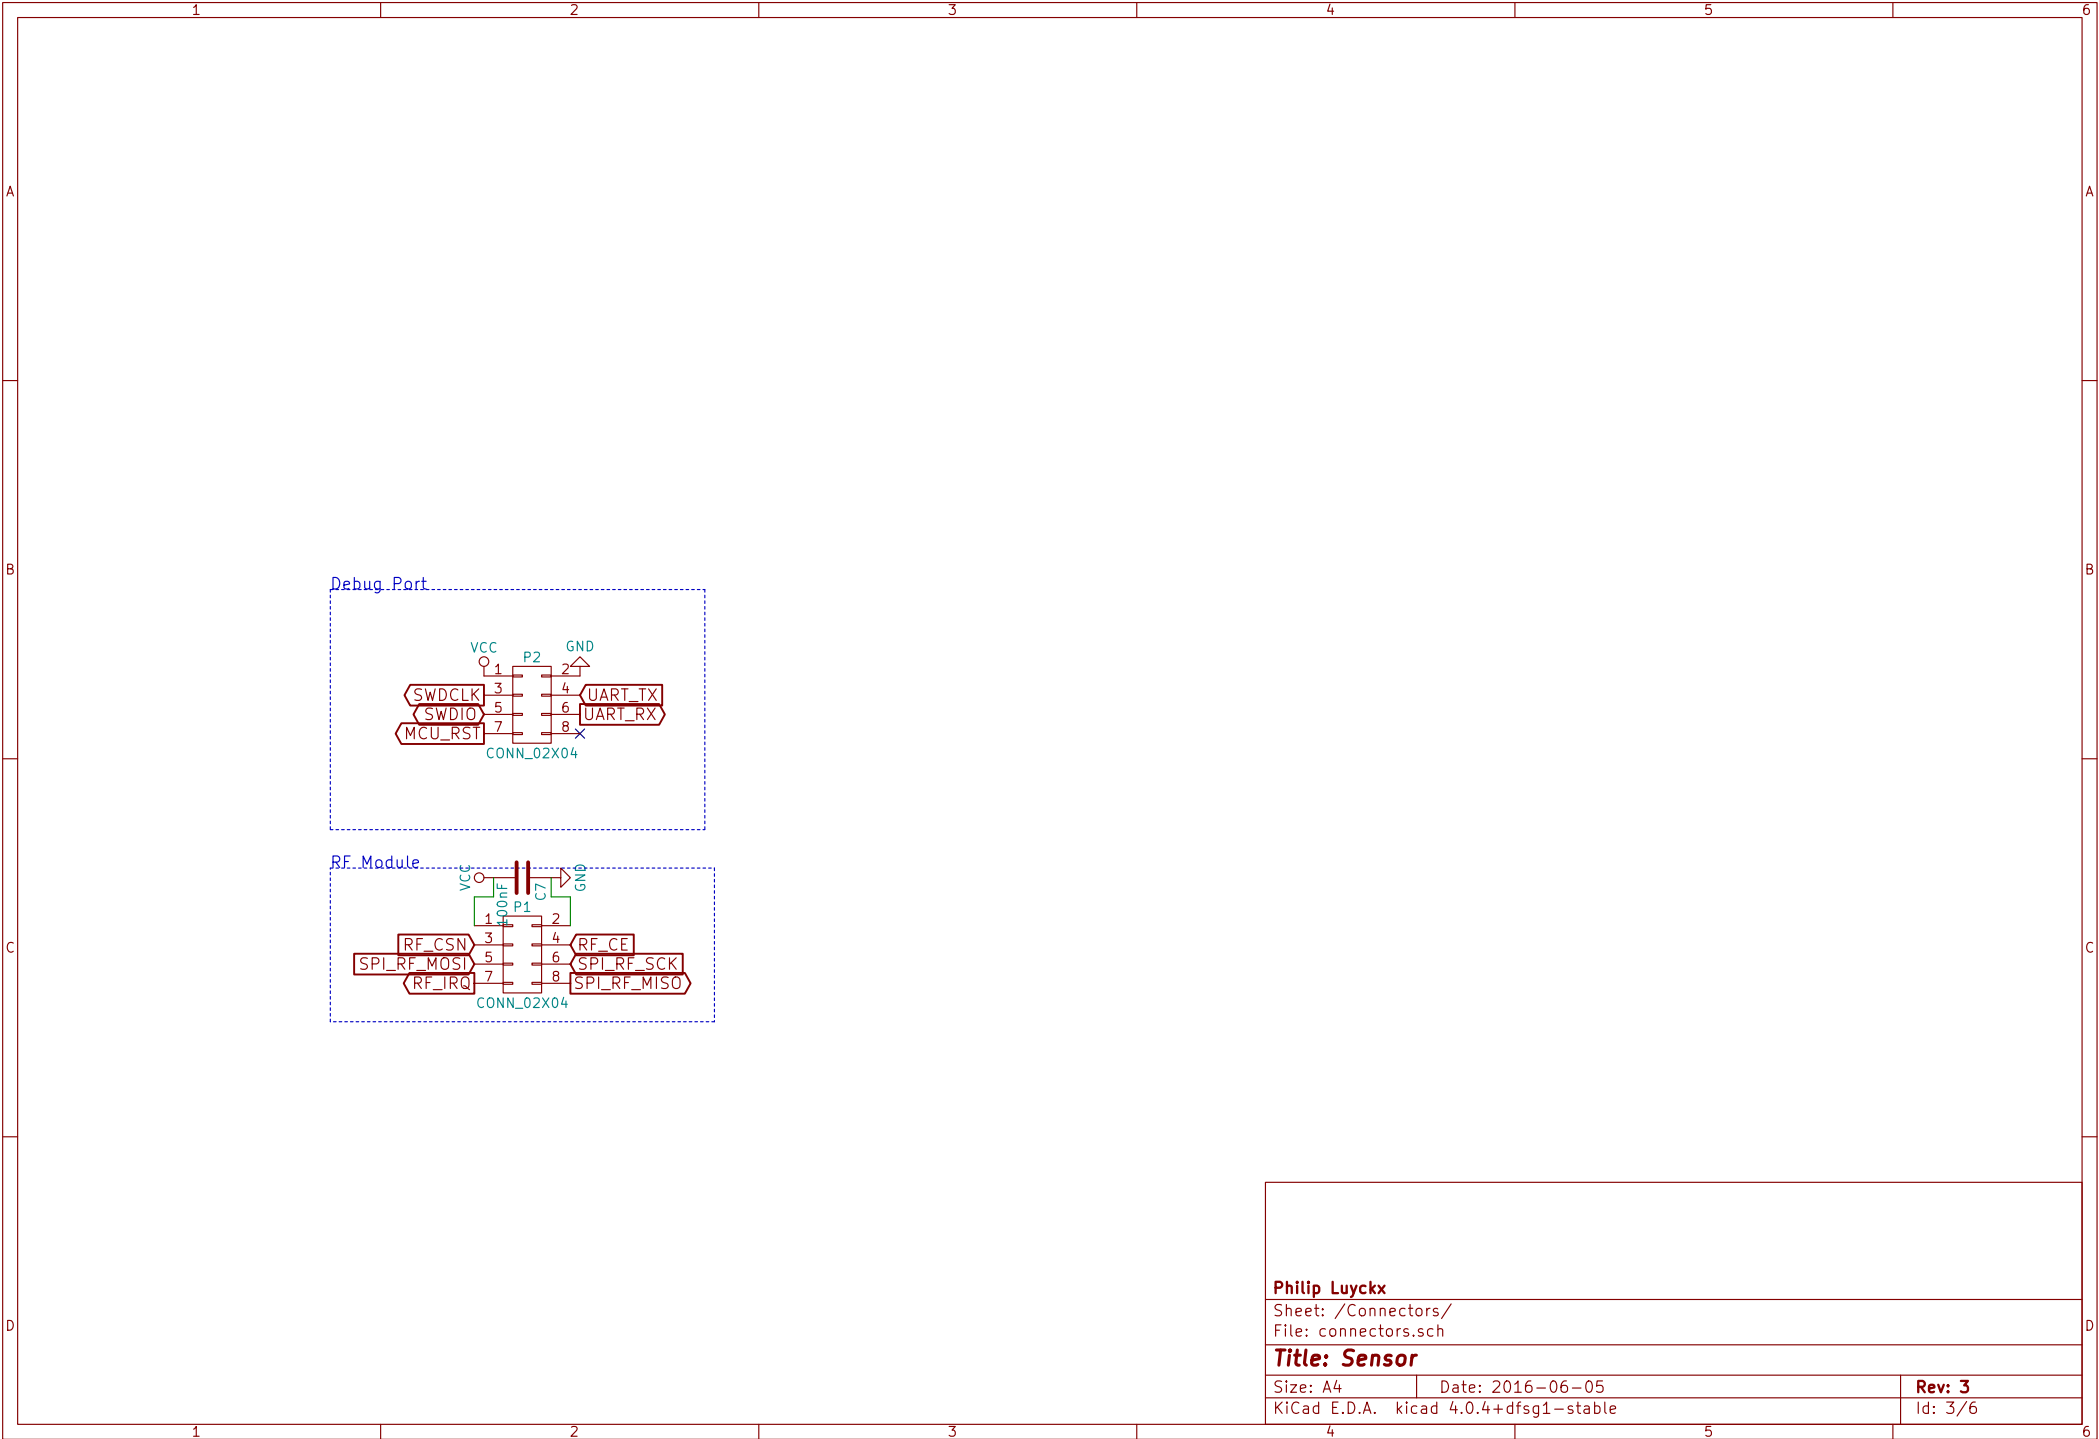 1 2 3 4 5 6
A A
B B
Debug Port
VCC GND
P2
1 2
SWDCLK 3 4 UART_TX
SWDIO 5 6 UART_RX
MCU_RST 7 8
CONN_02X04
RF Module
VCC 100nF C7 GND
P1
1 2
RF_CSN 3 4 RF_CE
SPI_RF_MOSI 5 6 SPI_RF_SCK
RF_IRQ 7 8 SPI_RF_MISO
CONN_02X04
C C
Philip Luyckx
Sheet: /Connectors/
File: connectors.sch
D D
Title: Sensor
Size: A4 Date: 2016-06-05 Rev: 3
KiCad E.D.A. kicad 4.0.4+dfsg1-stable Id: 3/6
1 2 3 4 5 6